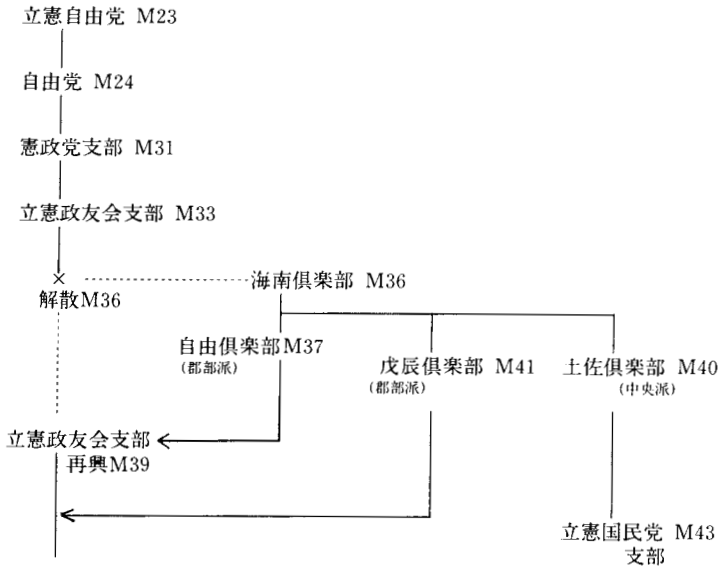 立憲自由党 M23
自由党 M24
憲政党支部 M31
立憲政友会支部 M33
×
解散M36
海南倶楽部 M36
自由倶楽部M37
(郡部派)
戊辰倶楽部 M41
(郡部派)
土佐倶楽部 M40
(中央派)
立憲政友会支部
再興M39
立憲国民党 M43
支部